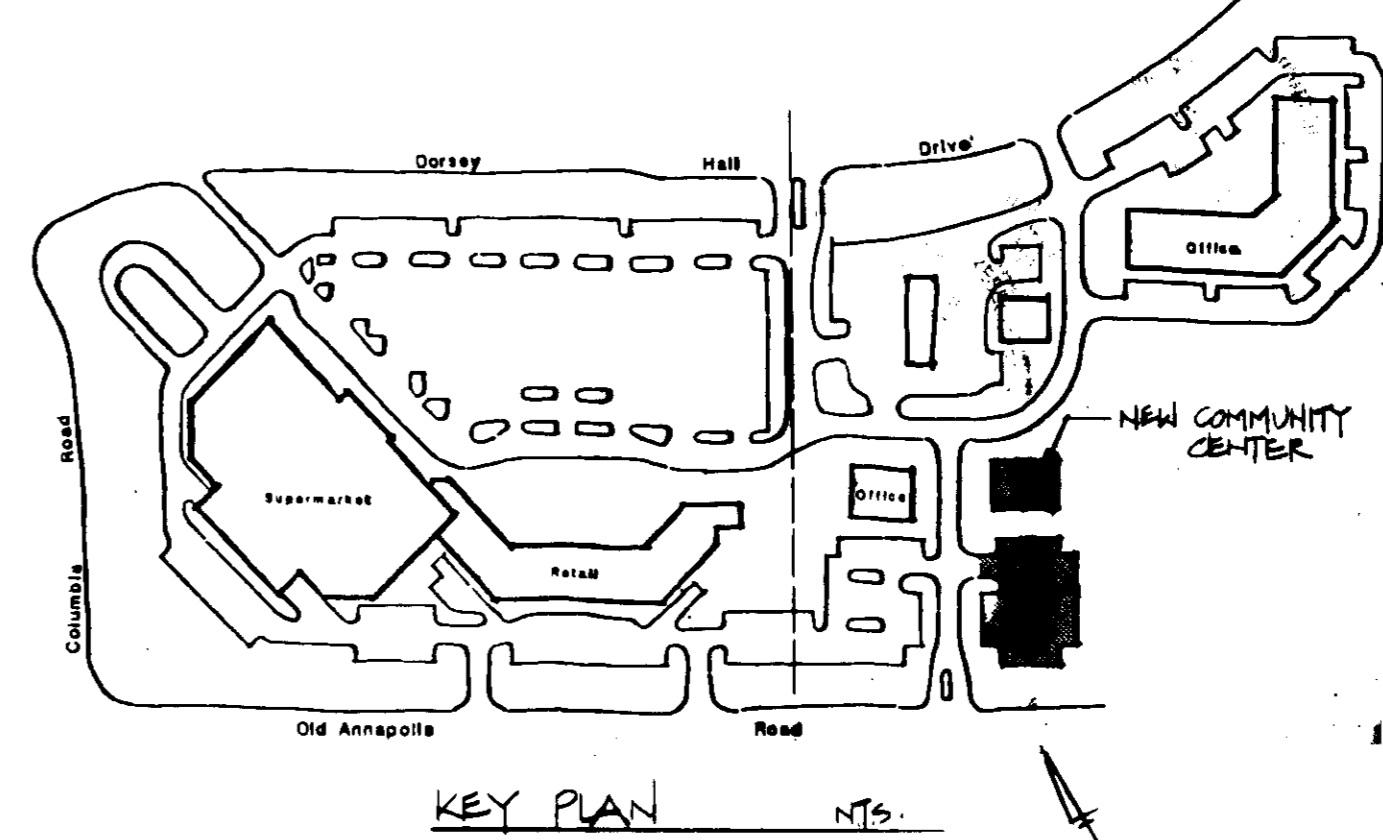 Dorsey Hall Drive
Office
NEW COMMUNITY
CENTER
Columbia Road
Supermarket
Office
Retail
Old Annapolis Road
KEY PLAN
NTS.